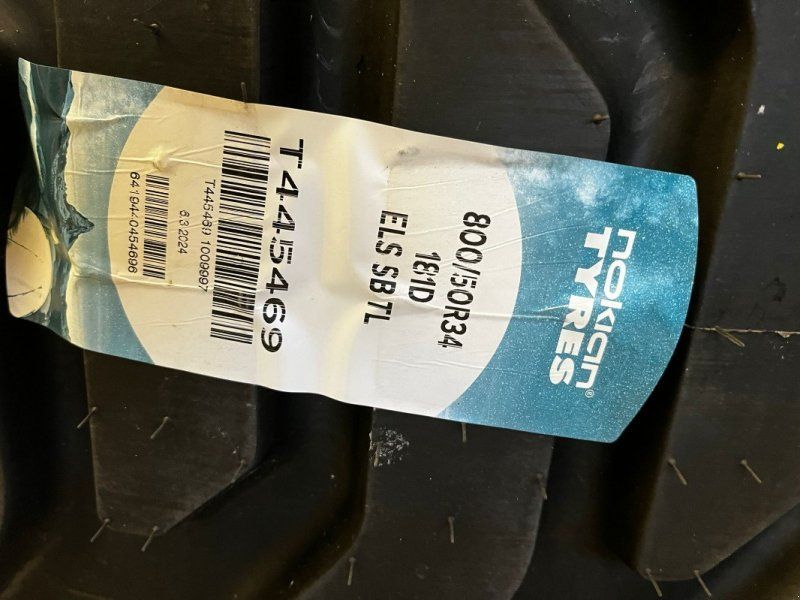 nokian®
TYRES
800/50R34
181D
ELS SB TL
T445469
T445469 1009997
6.3.2024
6419440454696